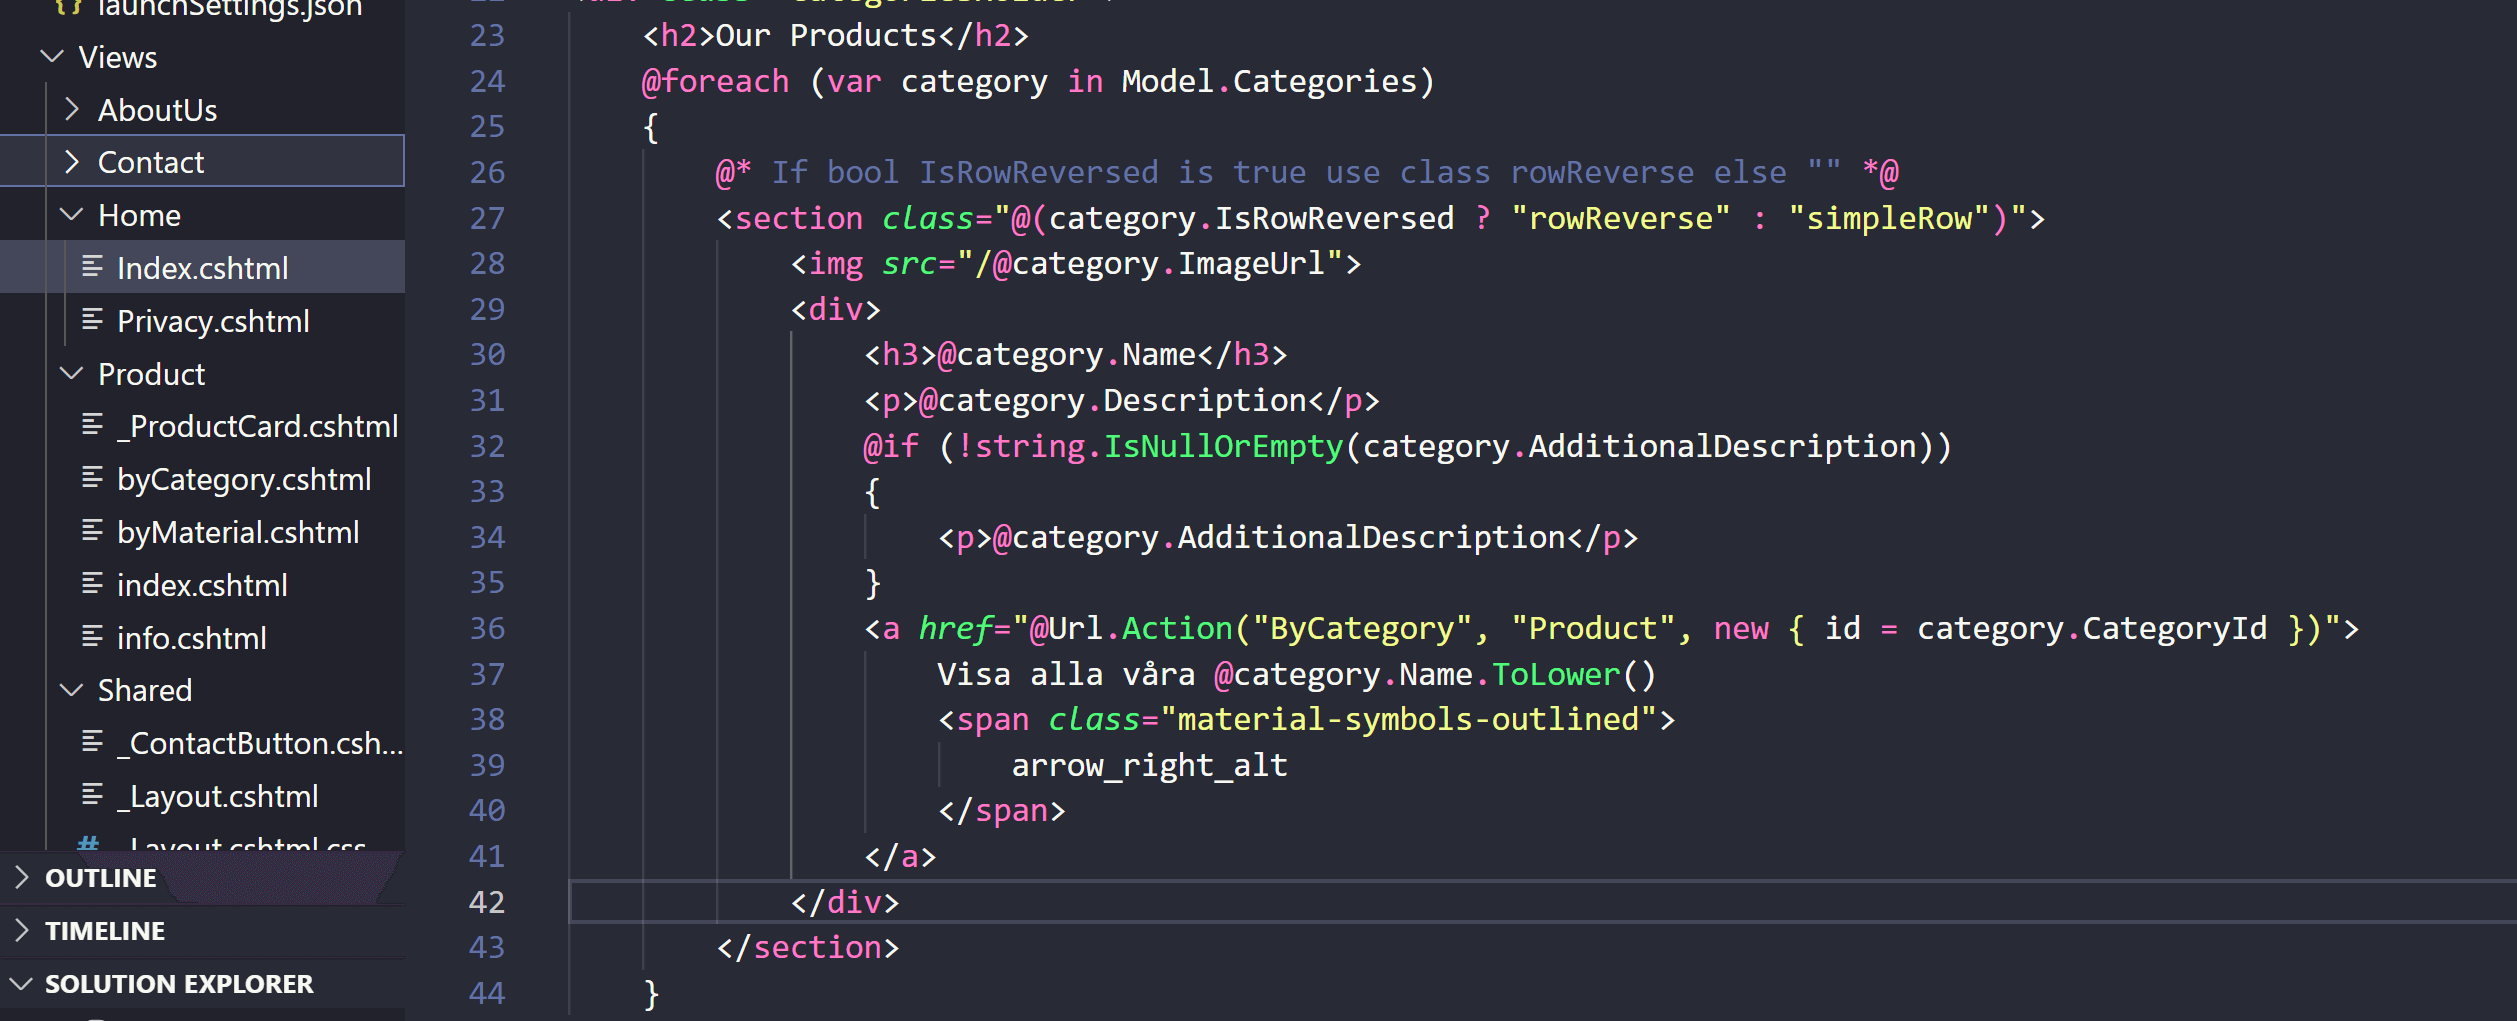 launchSettings.json
Views
AboutUs
Contact
Home
Index.cshtml
Privacy.cshtml
Product
_ProductCard.cshtml
byCategory.cshtml
byMaterial.cshtml
index.cshtml
info.cshtml
Shared
_ContactButton.csh...
_Layout.cshtml
_Layout.cshtml.css
OUTLINE
TIMELINE
SOLUTION EXPLORER
23 <h2>Our Products</h2>
24 @foreach (var category in Model.Categories)
25 {
26 @* If bool IsRowReversed is true use class rowReverse else "" *@
27 <section class="@(category.IsRowReversed ? "rowReverse" : "simpleRow")">
28 <img src="/@category.ImageUrl">
29 <div>
30 <h3>@category.Name</h3>
31 <p>@category.Description</p>
32 @if (!string.IsNullOrEmpty(category.AdditionalDescription))
33 {
34 <p>@category.AdditionalDescription</p>
35 }
36 <a href="@Url.Action("ByCategory", "Product", new { id = category.CategoryId })">
37 Visa alla våra @category.Name.ToLower()
38 <span class="material-symbols-outlined">
39 arrow_right_alt
40 </span>
41 </a>
42 </div>
43 </section>
44 }